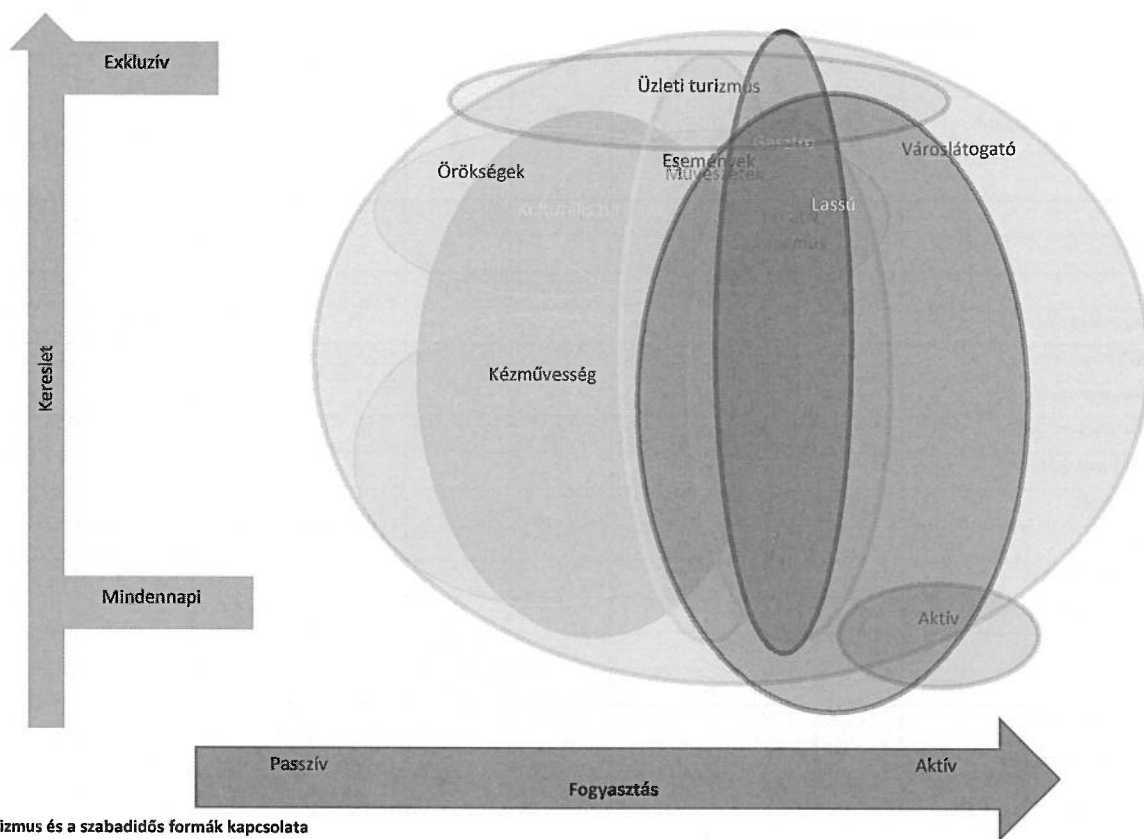 Exkluzív
Üzleti turizmus
Városlátogató
Események
Művészetek
Örökségek
Lassú
Kereslet
Kézművesség
Mindennapi
Aktív
Passzív
Aktív
Fogyasztás
izmus és a szabadidős formák kapcsolata